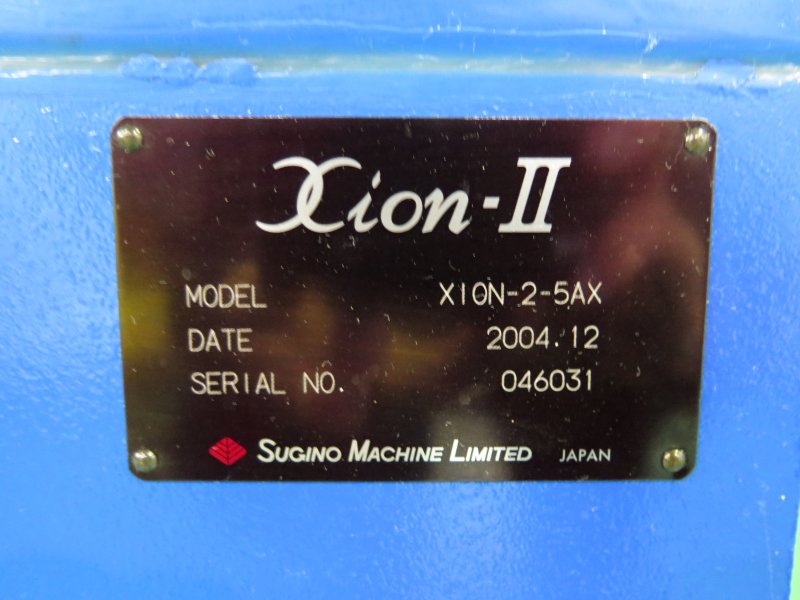 Xion-II
MODEL XION-2-5AX
DATE 2004.12
SERIAL NO. 046031
SUGINO MACHINE LIMITED JAPAN